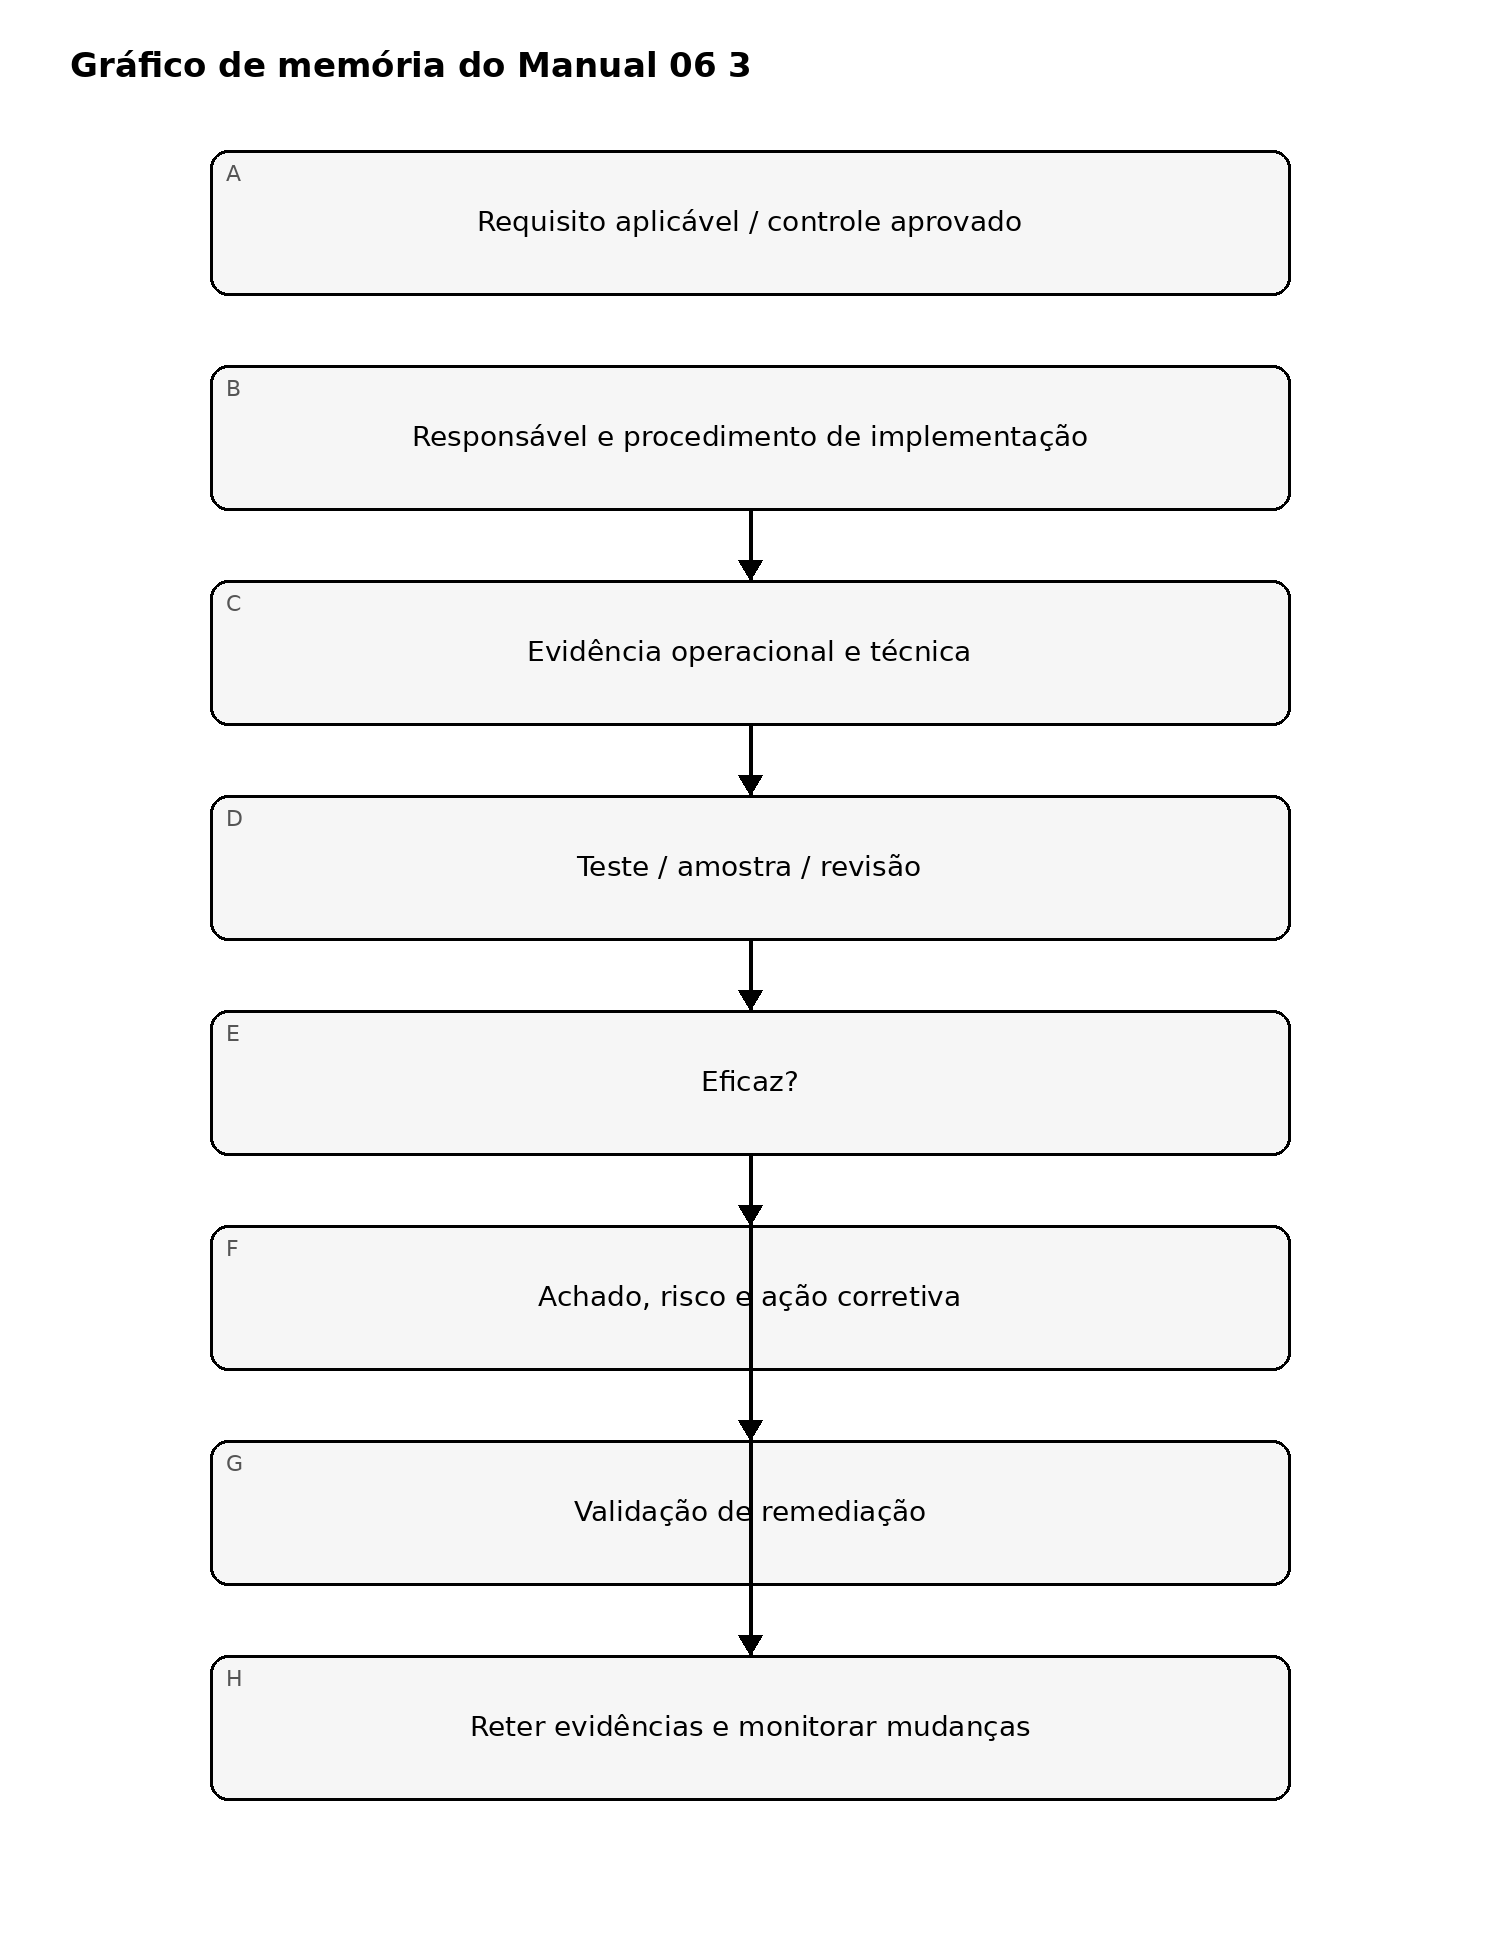 Gráfico de memória do Manual 06 3
A
Requisito aplicável / controle aprovado
B
Responsável e procedimento de implementação
C
Evidência operacional e técnica
D
Teste / amostra / revisão
E
Eficaz?
F
Achado, risco e ação corretiva
G
Validação de remediação
H
Reter evidências e monitorar mudanças